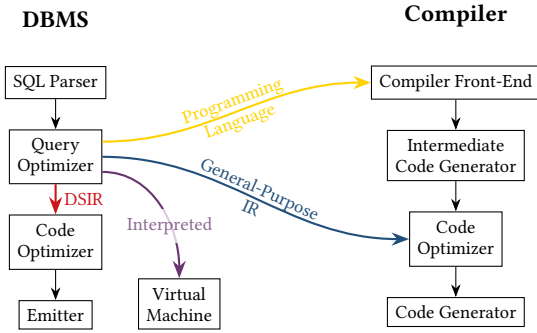 DBMS
Compiler
SQL Parser
Compiler Front-End
Programming
Language
Query
Optimizer
Intermediate
Code Generator
General-Purpose
IR
DSIR
Interpreted
Code
Optimizer
Code
Optimizer
Virtual
Machine
Emitter
Code Generator